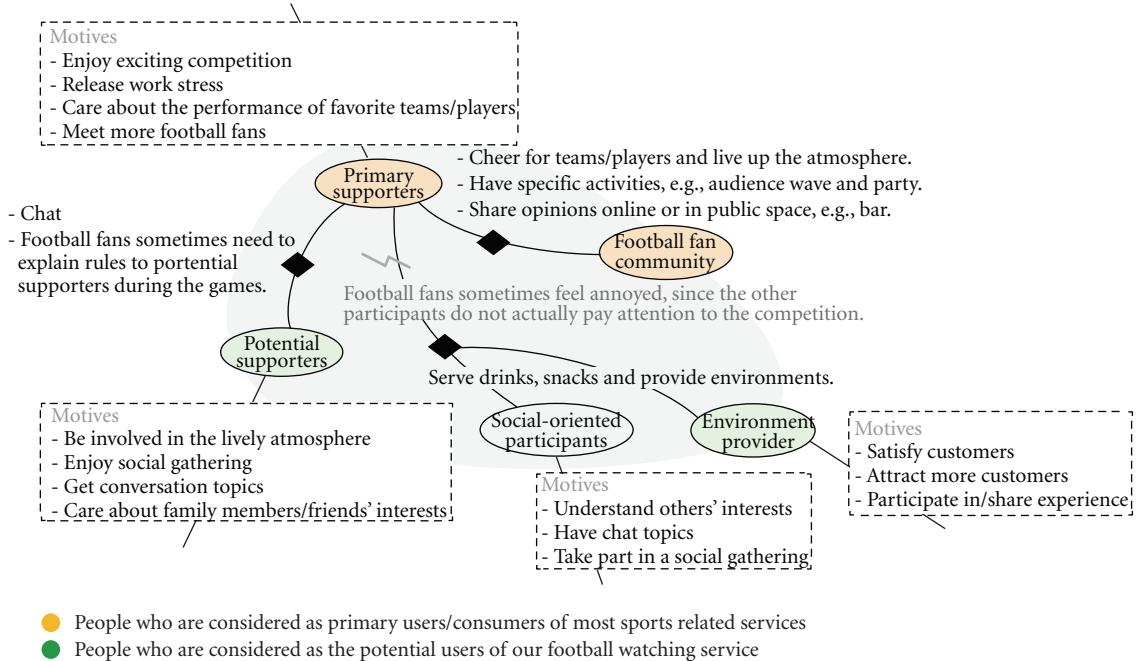 Motives
- Enjoy exciting competition
- Release work stress
- Care about the performance of favorite teams/players
- Meet more football fans
Primary
supporters
- Cheer for teams/players and live up the atmosphere.
- Have specific activities, e.g., audience wave and party.
- Share opinions online or in public space, e.g., bar.
- Chat
- Football fans sometimes need to
explain rules to portential
supporters during the games.
Football fan
community
Football fans sometimes feel annoyed, since the other
participants do not actually pay attention to the competition.
Potential
supporters
Serve drinks, snacks and provide environments.
Social-oriented
participants
Environment
provider
Motives
- Be involved in the lively atmosphere
- Enjoy social gathering
- Get conversation topics
- Care about family members/friends’ interests
Motives
- Understand others’ interests
- Have chat topics
- Take part in a social gathering
Motives
- Satisfy customers
- Attract more customers
- Participate in/share experience
People who are considered as primary users/consumers of most sports related services
People who are considered as the potential users of our football watching service